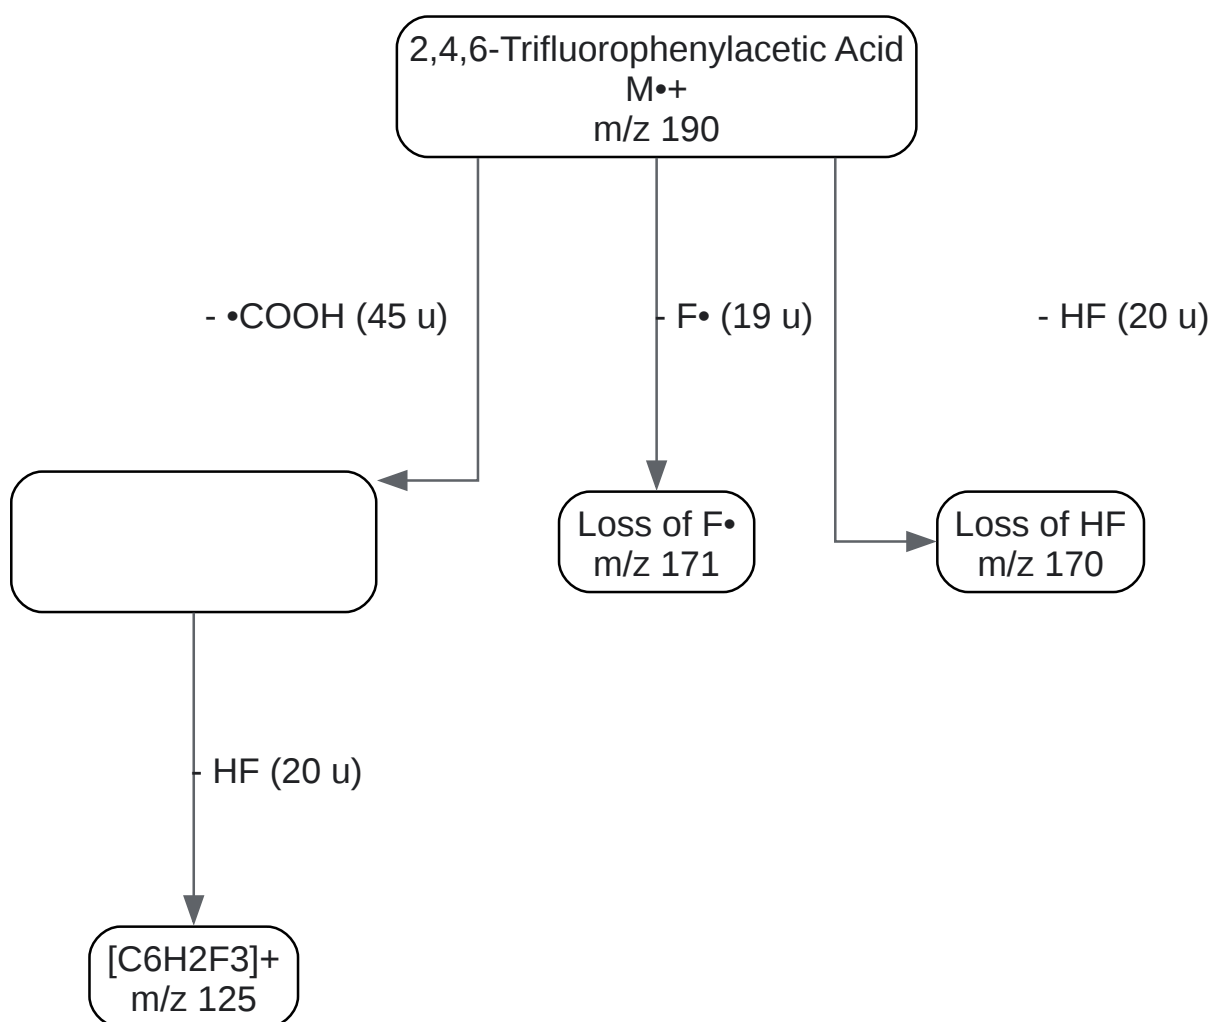 2,4,6-Trifluorophenylacetic Acid
M•+
m/z 190
- •COOH (45 u)
- F• (19 u)
- HF (20 u)
Loss of F•
m/z 171
Loss of HF
m/z 170
- HF (20 u)
[C6H2F3]+
m/z 125